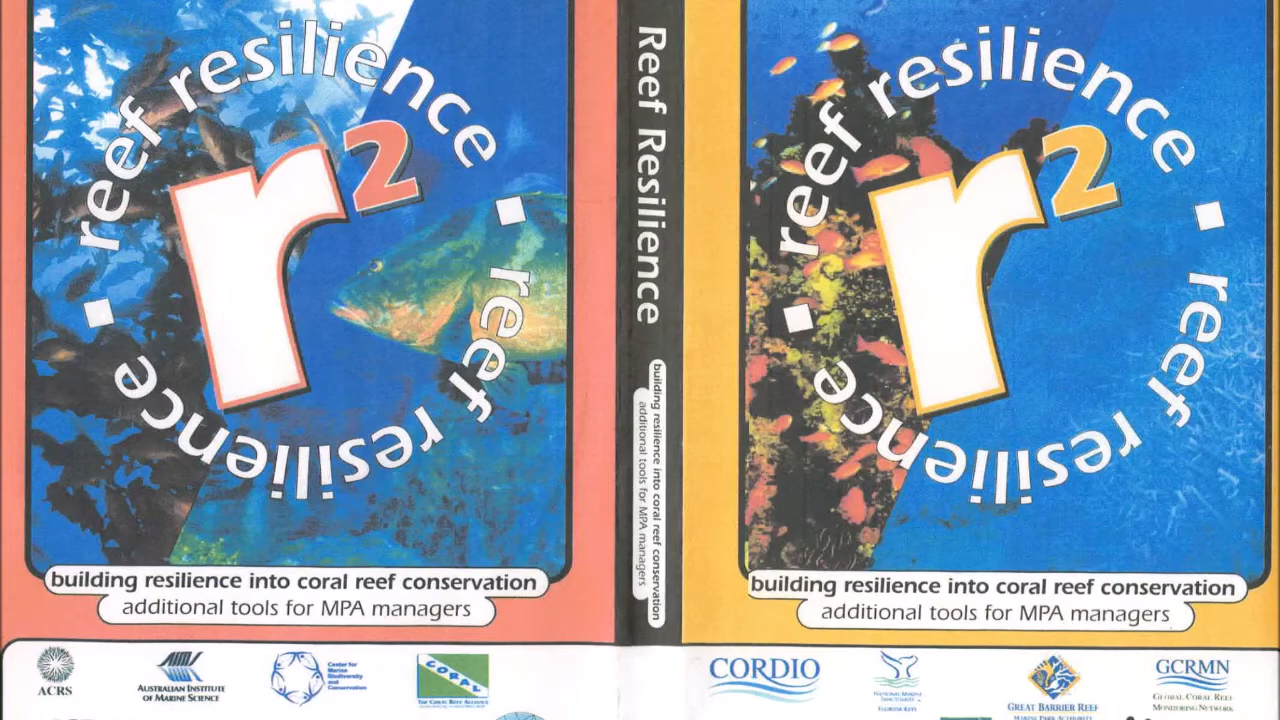 reef resilience
reef resilience
r2
building resilience into coral reef conservation
additional tools for MPA managers
ACRS
AUSTRALIAN INSTITUTE
OF MARINE SCIENCE
Center for
Marine
Biodiversity
and
Conservation
CORAL
THE CORAL REEF ALLIANCE
Reef Resilience
building resilience into coral reef conservation
additional tools for MPA managers
reef resilience
reef resilience
r2
building resilience into coral reef conservation
additional tools for MPA managers
CORDIO
NATIONAL MARINE
SANCTUARIES
FLORIDA KEYS
GREAT BARRIER REEF
MARINE PARK AUTHORITY
GCRMN
GLOBAL CORAL REEF
MONITORING NETWORK